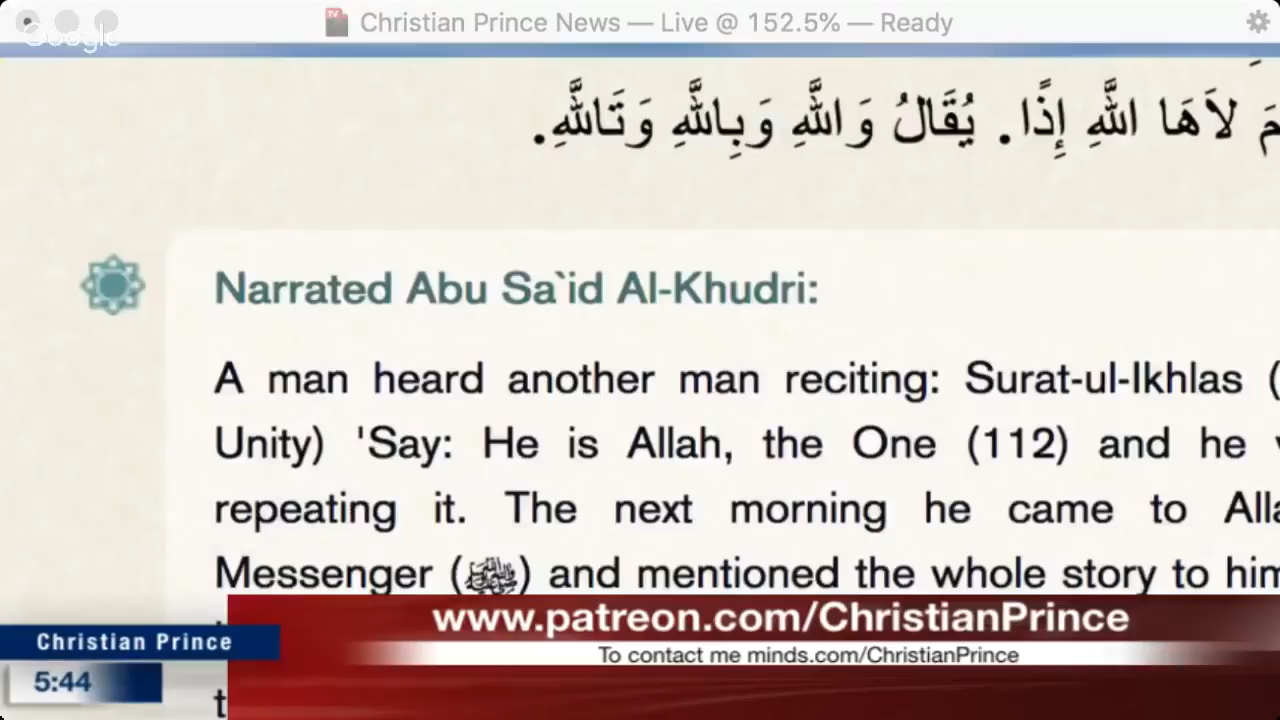 Christian Prince News — Live @ 152.5% — Ready
Google
مَ لاَهَا اللَّهِ إِذًا. يُقَالُ وَاللَّهِ وَبِاللَّهِ وَتَاللَّهِ.
Narrated Abu Sa`id Al-Khudri:
A man heard another man reciting: Surat-ul-Ikhlas (
Unity) 'Say: He is Allah, the One (112) and he
repeating it. The next morning he came to Alla
Messenger (ﷺ) and mentioned the whole story to him
t
www.patreon.com/ChristianPrince
To contact me minds.com/ChristianPrince
Christian Prince
5:44